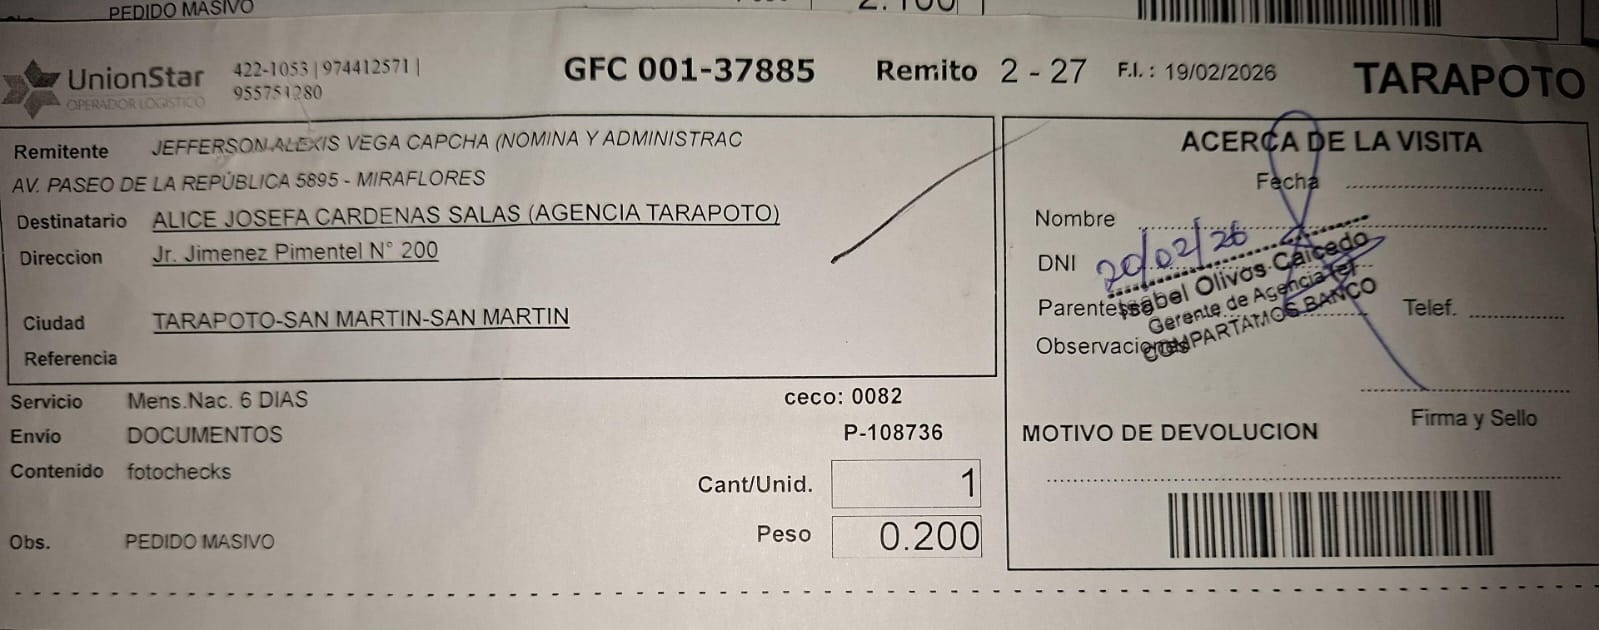 PEDIDO MASIVO
2.100
UnionStar
OPERADOR LOGISTICO
422-1053 | 974412571 |
955751280
GFC 001-37885
Remito 2 - 27
F.I. : 19/02/2026
TARAPOTO
Remitente JEFFERSON ALEXIS VEGA CAPCHA (NOMINA Y ADMINISTRAC
AV. PASEO DE LA REPÚBLICA 5895 - MIRAFLORES
Destinatario ALICE JOSEFA CARDENAS SALAS (AGENCIA TARAPOTO)
Direccion Jr. Jimenez Pimentel N° 200
Ciudad TARAPOTO-SAN MARTIN-SAN MARTIN
Referencia
Servicio Mens.Nac. 6 DIAS
ceco: 0082
Envío DOCUMENTOS
P-108736
Contenido fotochecks
Cant/Unid. 1
Peso 0.200
Obs. PEDIDO MASIVO
ACERCA DE LA VISITA
Fecha
Nombre
DNI
20/02/26
Isabel Olivos Caicedo
Gerente de Agencia
COMPARTAMOS BANCO
Telef.
Observaciones
Firma y Sello
MOTIVO DE DEVOLUCION